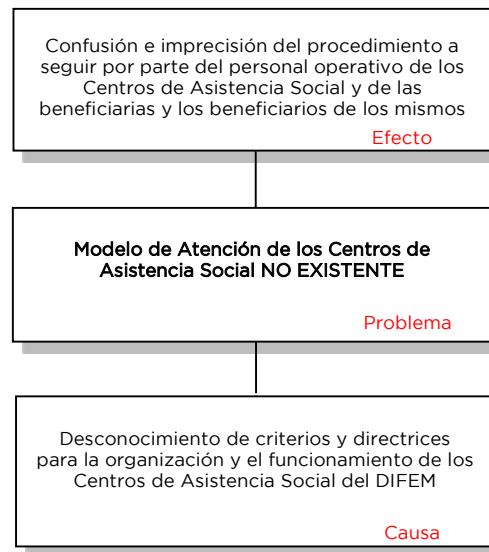 Confusión e imprecisión del procedimiento a
seguir por parte del personal operativo de los
Centros de Asistencia Social y de las
beneficiarias y los beneficiarios de los mismos
Efecto
Modelo de Atención de los Centros de
Asistencia Social NO EXISTENTE
Problema
Desconocimiento de criterios y directrices
para la organización y el funcionamiento de los
Centros de Asistencia Social del DIFEM
Causa